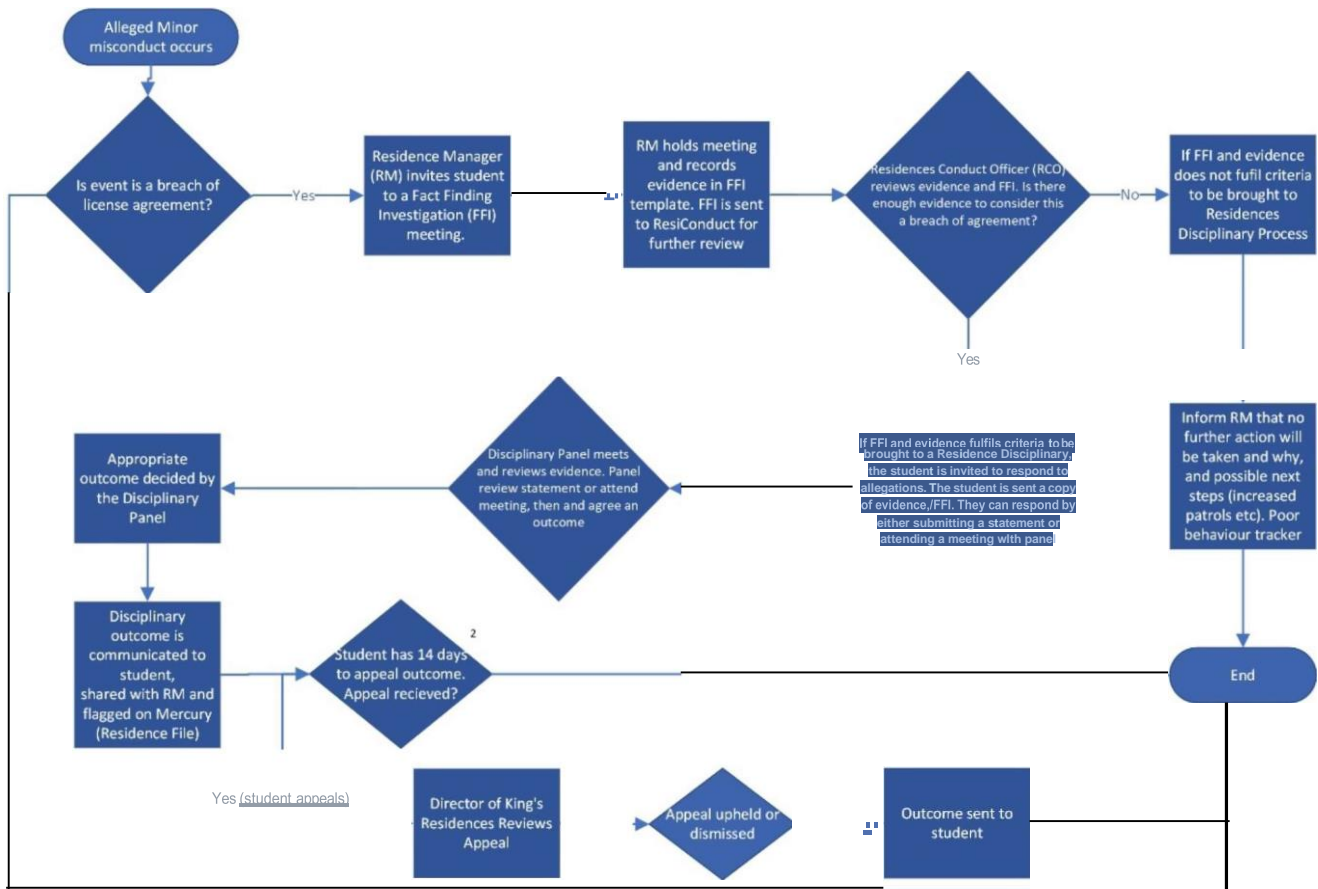 Alleged Minor
misconduct occurs
Is event is a breach of
license agreement?
Yes
Residence Manager
(RM) invites student
to a Fact Finding
Investigation (FFI)
meeting.
RM holds meeting
and records
evidence in FFI
template. FFI is sent
to ResiConduct for
further review
Residences Conduct Officer (RCO)
reviews evidence and FFI. Is there
enough evidence to consider this
a breach of agreement?
No
If FFI and evidence
does not fufil criteria
to be brought to
Residences
Disciplinary Process
Yes
Inform RM that no
further action will
be taken and why,
and possible next
steps (increased
patrols etc). Poor
behaviour tracker
If FFI and evidence fulfils criteria to be
brought to a Residence Disciplinary,
the student is invited to respond to
allegations. The student is sent a copy
of evidence,/FFI. They can respond by
either submitting a statement or
attending a meeting with panel
Disciplinary Panel meets
and reviews evidence. Panel
review statement or attend
meeting, then and agree an
outcome
Appropriate
outcome decided by
the Disciplinary
Panel
Disciplinary
outcome is
communicated to
student,
shared with RM and
flagged on Mercury
(Residence File)
2
Student has 14 days
to appeal outcome.
Appeal recieved?
End
Yes (student appeals)
Director of King's
Residences Reviews
Appeal
Appeal upheld or
dismissed
Outcome sent to
student